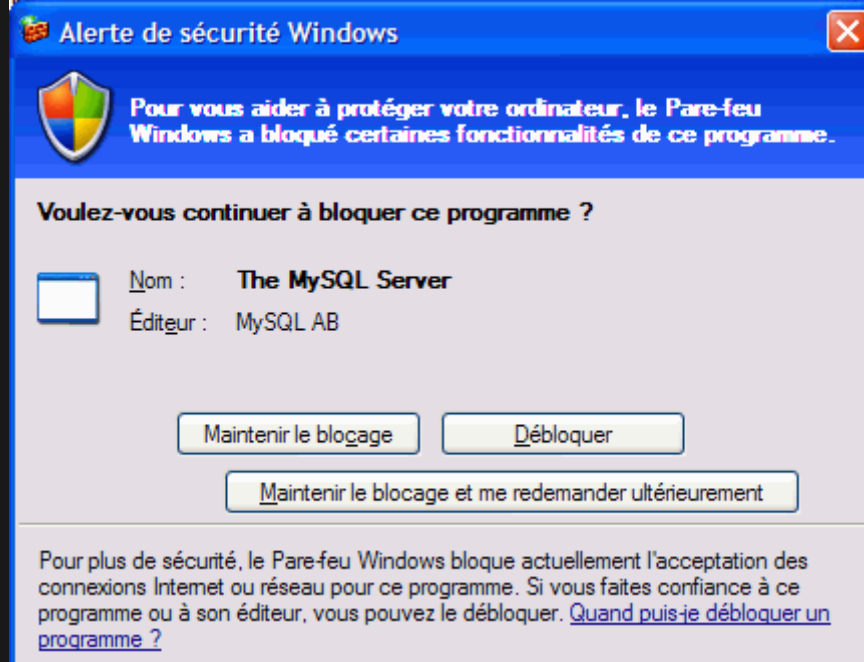 Alerte de sécurité Windows
Pour vous aider à protéger votre ordinateur, le Pare-feu
Windows a bloqué certaines fonctionnalités de ce programme.
Voulez-vous continuer à bloquer ce programme ?
Nom : The MySQL Server
Éditeur : MySQL AB
Maintenir le blocage Débloquer
Maintenir le blocage et me redemander ultérieurement
Pour plus de sécurité, le Pare-feu Windows bloque actuellement l'acceptation des
connexions Internet ou réseau pour ce programme. Si vous faites confiance à ce
programme ou à son éditeur, vous pouvez le débloquer. Quand puis-je débloquer un
programme ?